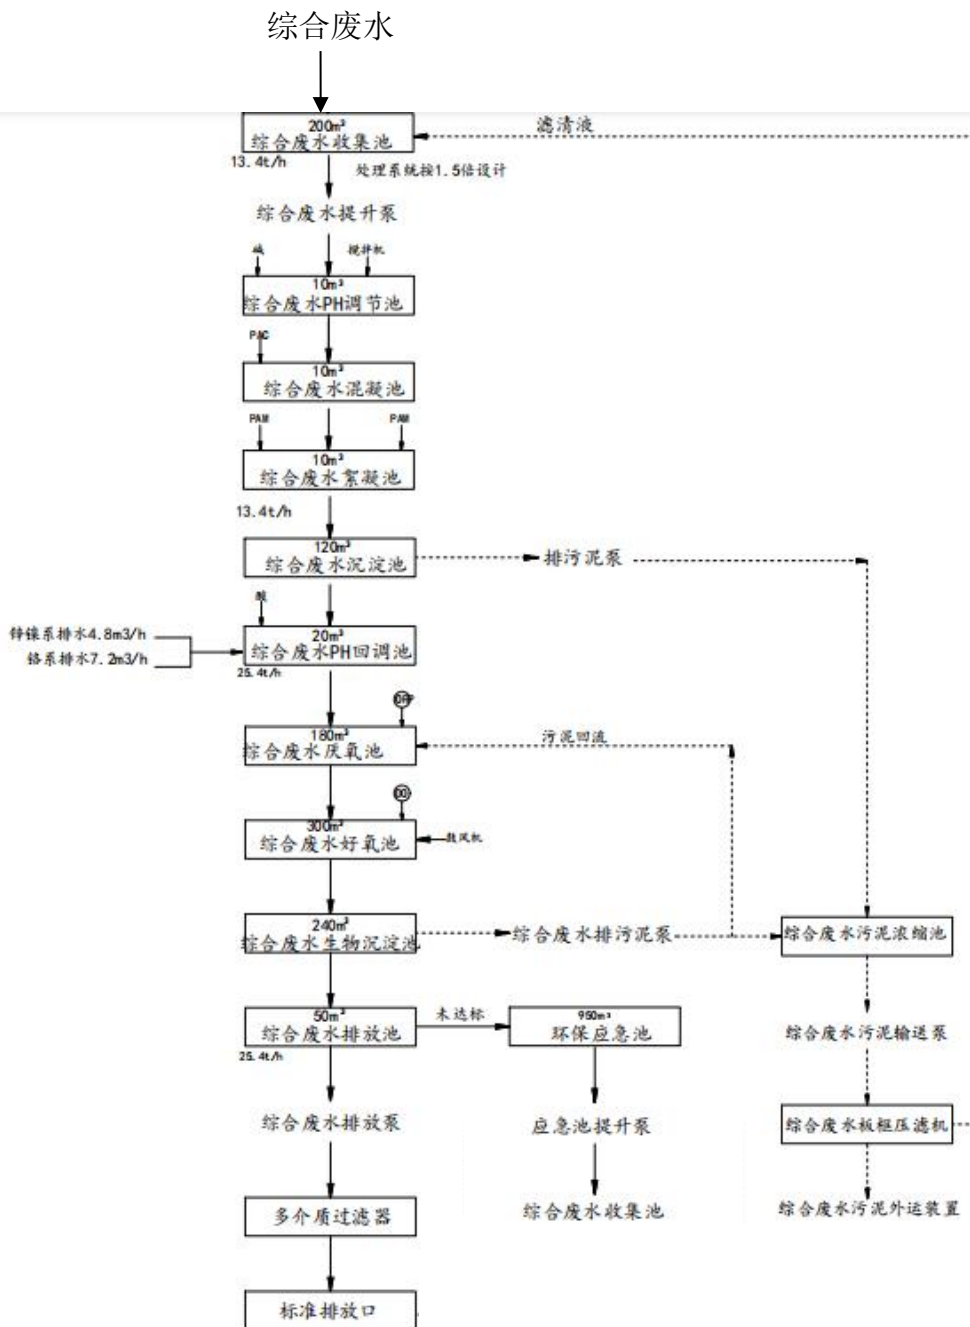 综合废水
200m³
综合废水收集池
滤清液
13.4t/h
处理系统按1.5倍设计
综合废水提升泵
碱
搅拌机
10m³
综合废水PH调节池
PAC
10m³
综合废水混凝池
PAM
PAM
10m³
综合废水絮凝池
13.4t/h
120m³
综合废水沉淀池
排污泥泵
酸
锌镍系排水4.8m3/h
铬系排水7.2m3/h
20m³
综合废水PH回调池
25.4t/h
ORP
180m³
综合废水厌氧池
污泥回流
DO
300m³
综合废水好氧池
鼓风机
240m³
综合废水生物沉淀池
综合废水排污泥泵
综合废水污泥浓缩池
50m³
综合废水排放池
未达标
950m³
环保应急池
25.4t/h
综合废水污泥输送泵
综合废水排放泵
应急池提升泵
综合废水板框压滤机
多介质过滤器
综合废水收集池
综合废水污泥外运装置
标准排放口